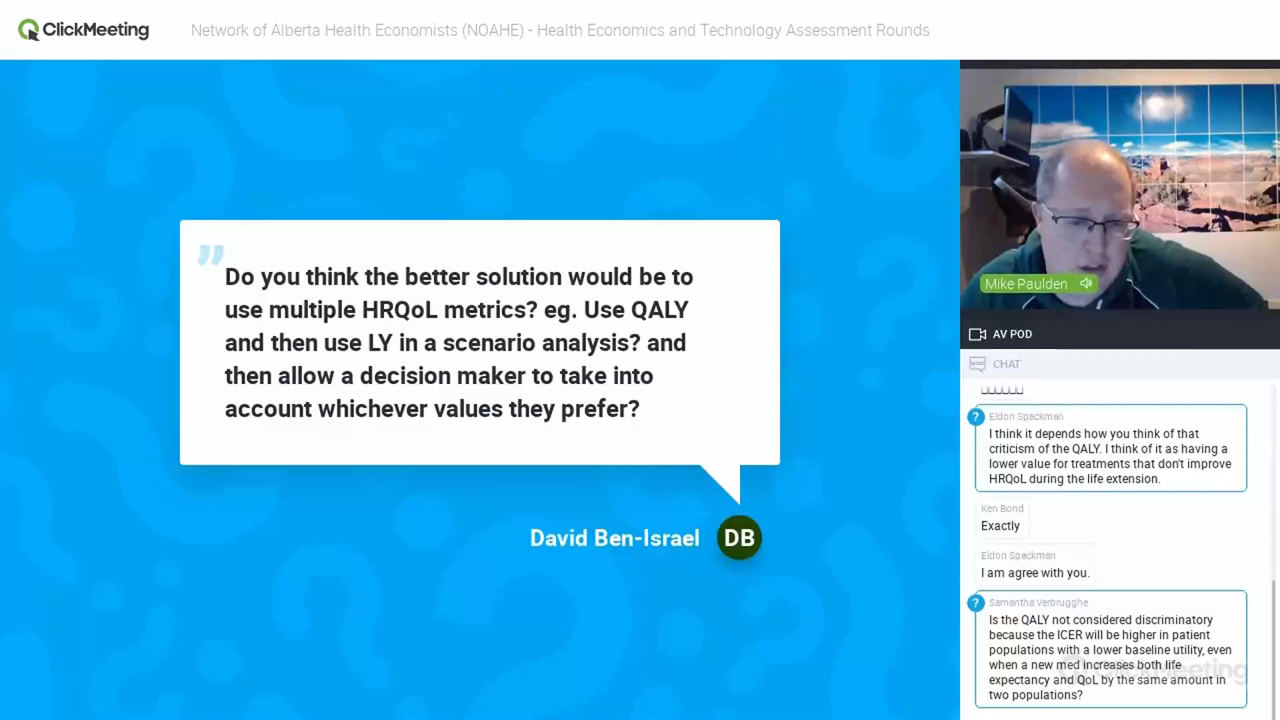 ClickMeeting
Network of Alberta Health Economists (NOAHE) - Health Economics and Technology Assessment Rounds
Do you think the better solution would be to
use multiple HRQoL metrics? eg. Use QALY
and then use LY in a scenario analysis? and
then allow a decision maker to take into
account whichever values they prefer?
David Ben-Israel DB
Mike Paulden
AV POD
CHAT
?
Eldon Spackman
I think it depends how you think of that
criticism of the QALY. I think of it as having a
lower value for treatments that don't improve
HRQoL during the life extension.
Ken Bond
Exactly
Eldon Spackman
I am agree with you.
?
Samantha Verbrugghe
Is the QALY not considered discriminatory
because the ICER will be higher in patient
populations with a lower baseline utility, even
when a new med increases both life
expectancy and QoL by the same amount in
two populations?
ClickMeeting